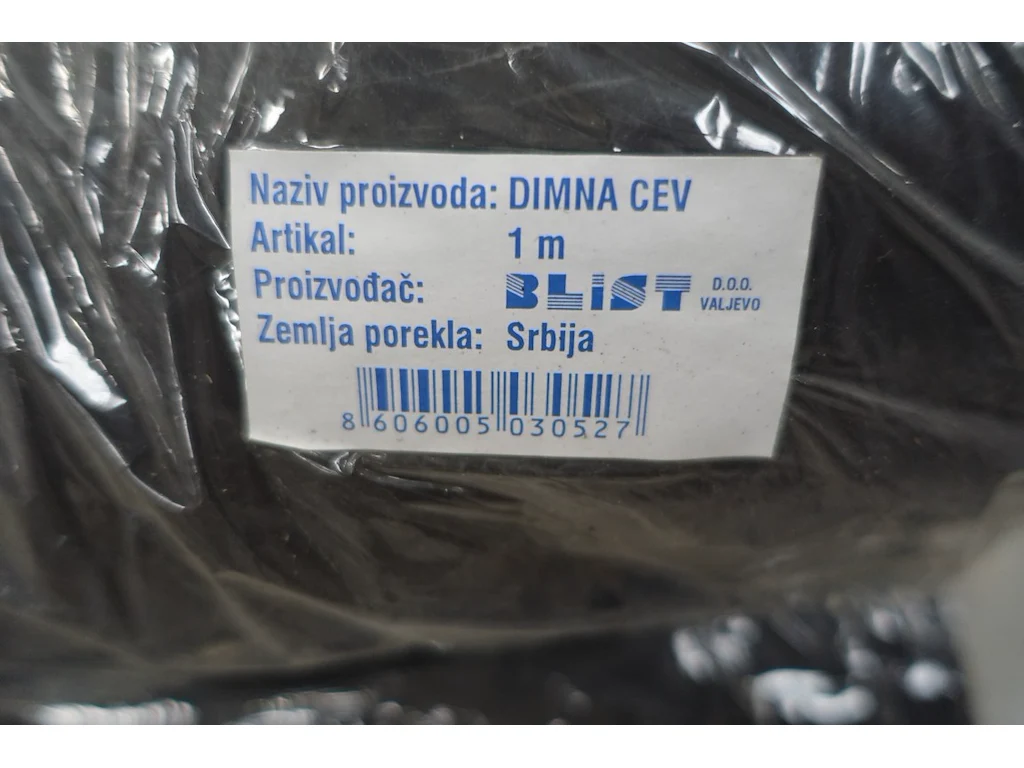 Naziv proizvoda: DIMNA CEV
Artikal: 1 m
Proizvođač: BLiST D.O.O. VALJEVO
Zemlja porekla: Srbija
8 606005 030527